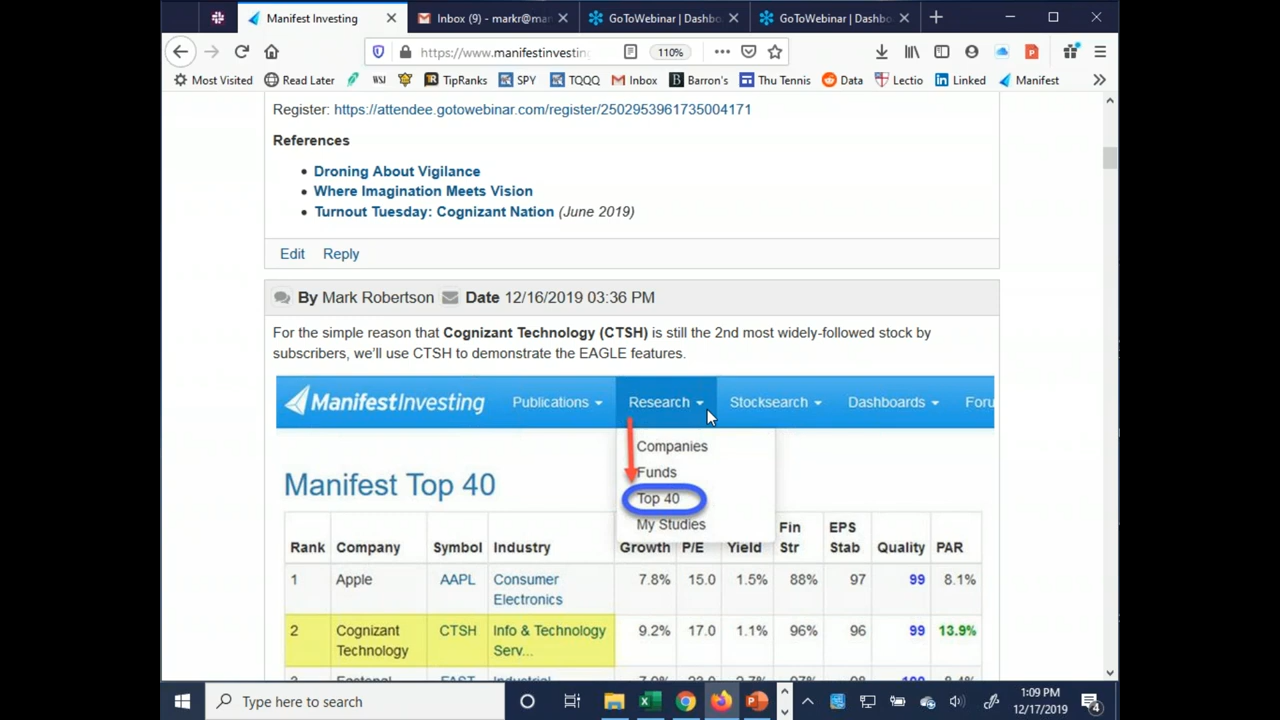 Manifest Investing
Inbox (9) - markr@mar
GoToWebinar | Dashbo
GoToWebinar | Dashbo
https://www.manifestinvesting
110%
Most Visited
Read Later
WSJ
TipRanks
SPY
TQQQ
Inbox
Barron's
Thu Tennis
Data
Lectio
Linked
Manifest
Register: https://attendee.gotowebinar.com/register/2502953961735004171
References
• Droning About Vigilance
• Where Imagination Meets Vision
• Turnout Tuesday: Cognizant Nation (June 2019)
Edit Reply
By Mark Robertson Date 12/16/2019 03:36 PM
For the simple reason that Cognizant Technology (CTSH) is still the 2nd most widely-followed stock by
subscribers, we'll use CTSH to demonstrate the EAGLE features.
ManifestInvesting Publications Research Stocksearch Dashboards Foru
Companies
Funds
Top 40
My Studies
Manifest Top 40
Rank Company Symbol Industry Growth P/E Yield Fin Str EPS Stab Quality PAR
1 Apple AAPL Consumer Electronics 7.8% 15.0 1.5% 88% 97 99 8.1%
2 Cognizant Technology CTSH Info & Technology Serv... 9.2% 17.0 1.1% 96% 96 99 13.9%
Type here to search
1:09 PM
12/17/2019
4